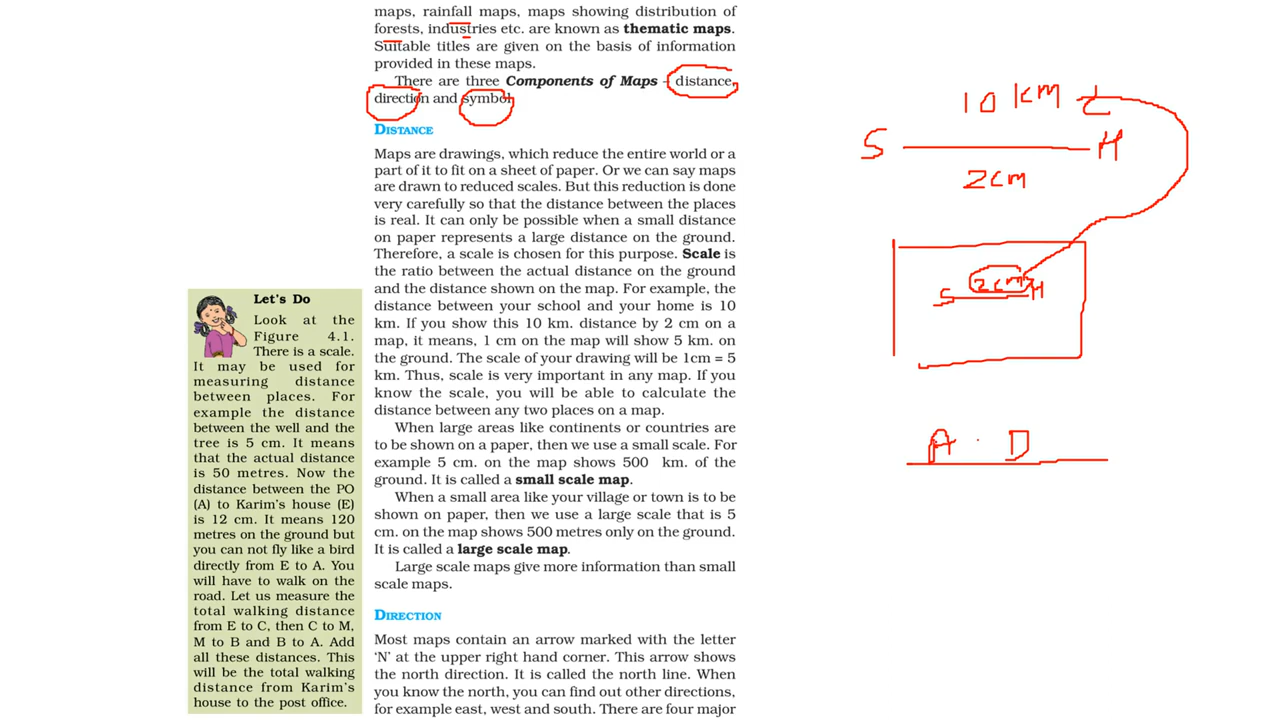 maps, rainfall maps, maps showing distribution of
forests, industries etc. are known as thematic maps.
Suitable titles are given on the basis of information
provided in these maps.
There are three Components of Maps – distance,
direction and symbol.
DISTANCE
Maps are drawings, which reduce the entire world or a
part of it to fit on a sheet of paper. Or we can say maps
are drawn to reduced scales. But this reduction is done
very carefully so that the distance between the places
is real. It can only be possible when a small distance
on paper represents a large distance on the ground.
Therefore, a scale is chosen for this purpose. Scale is
the ratio between the actual distance on the ground
and the distance shown on the map. For example, the
distance between your school and your home is 10
km. If you show this 10 km. distance by 2 cm on a
map, it means, 1 cm on the map will show 5 km. on
the ground. The scale of your drawing will be 1cm = 5
km. Thus, scale is very important in any map. If you
know the scale, you will be able to calculate the
distance between any two places on a map.
When large areas like continents or countries are
to be shown on a paper, then we use a small scale. For
example 5 cm. on the map shows 500 km. of the
ground. It is called a small scale map.
When a small area like your village or town is to be
shown on paper, then we use a large scale that is 5
cm. on the map shows 500 metres only on the ground.
It is called a large scale map.
Large scale maps give more information than small
scale maps.
DIRECTION
Most maps contain an arrow marked with the letter
‘N’ at the upper right hand corner. This arrow shows
the north direction. It is called the north line. When
you know the north, you can find out other directions,
for example east, west and south. There are four major
Let's Do
Look at the
Figure 4.1.
There is a scale.
It may be used for
measuring distance
between places. For
example the distance
between the well and the
tree is 5 cm. It means
that the actual distance
is 50 metres. Now the
distance between the PO
(A) to Karim's house (E)
is 12 cm. It means 120
metres on the ground but
you can not fly like a bird
directly from E to A. You
will have to walk on the
road. Let us measure the
total walking distance
from E to C, then C to M,
M to B and B to A. Add
all these distances. This
will be the total walking
distance from Karim's
house to the post office.
10 km
S H
2cm
S 2cm H
A . D